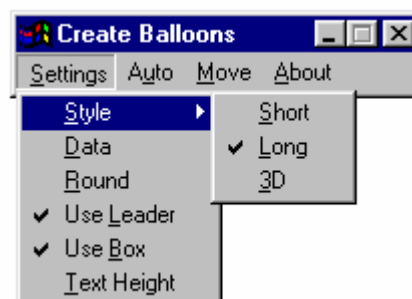 Create Balloons
Settings Auto Move About
Style
Data
Round
Use Leader
Use Box
Text Height
Short
Long
3D